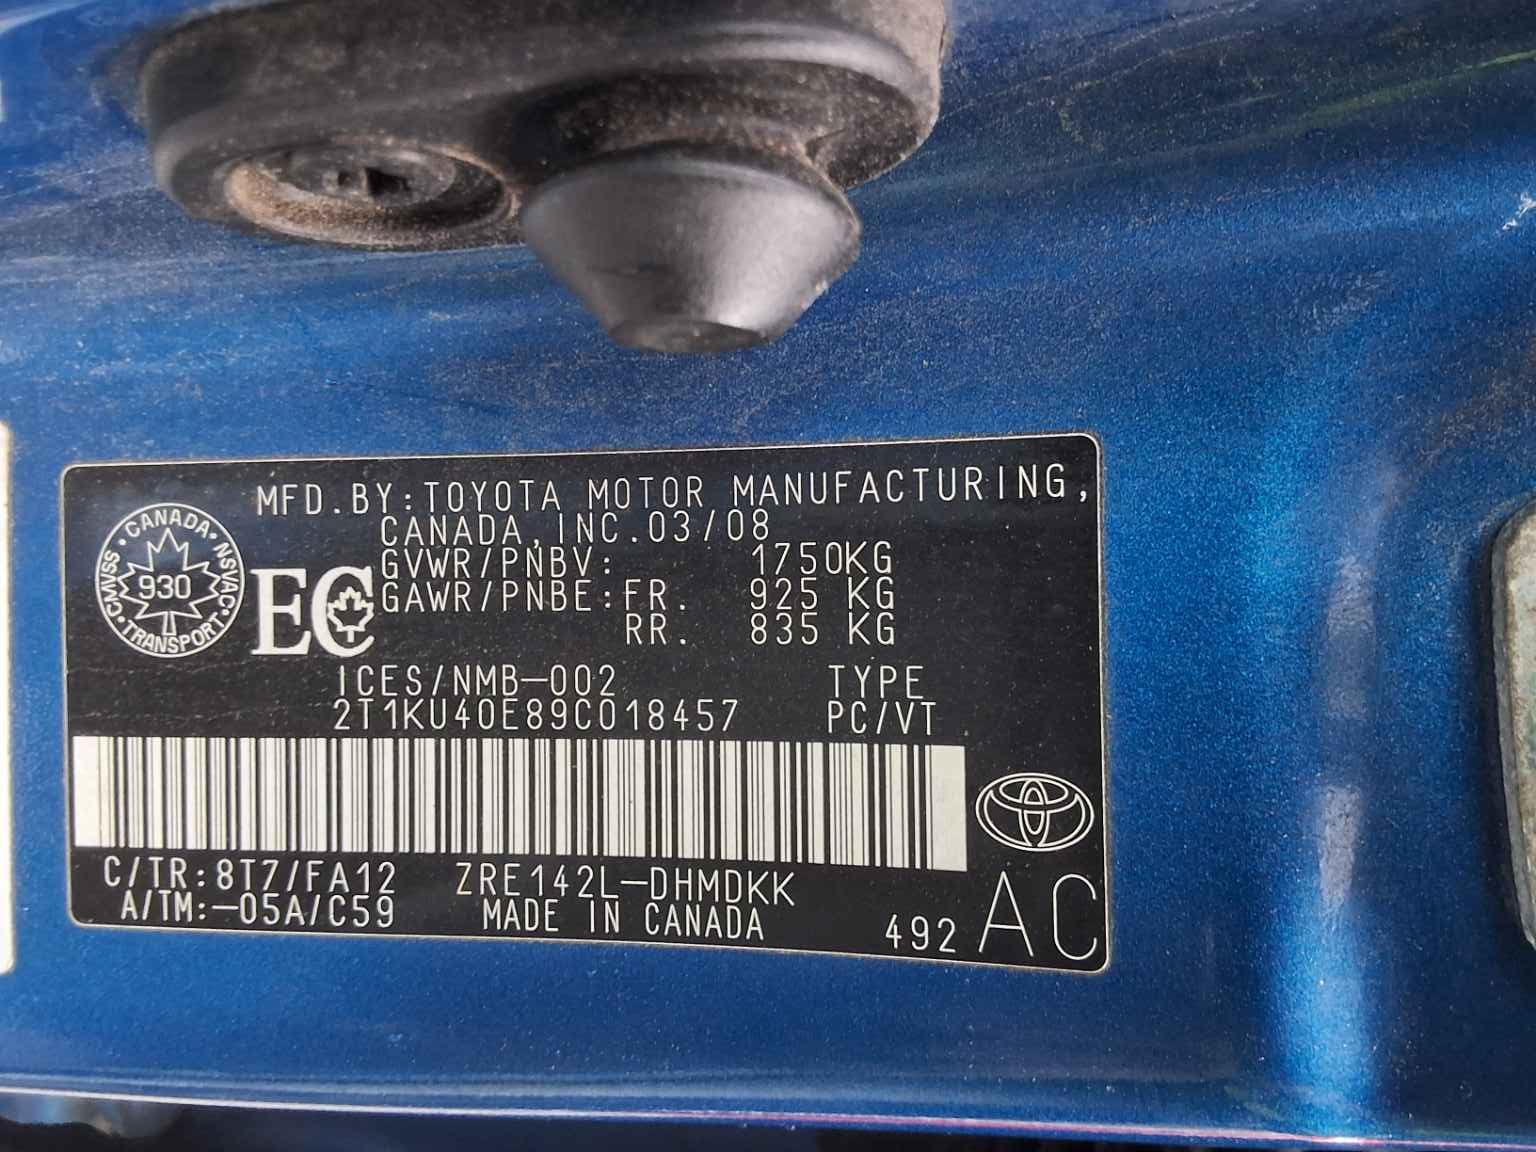 MFD.BY:TOYOTA MOTOR MANUFACTURING,
CANADA,INC.03/08
GVWR/PNBV: 1750KG
GAWR/PNBE:FR. 925 KG
RR. 835 KG
CANADA
CMVSS 930 NSVAC
TRANSPORT
EC
ICES/NMB-002 TYPE
2T1KU40E89C018457 PC/VT
C/TR:8T7/FA12 ZRE142L-DHMDKK
A/TM:-05A/C59 MADE IN CANADA 492 AC